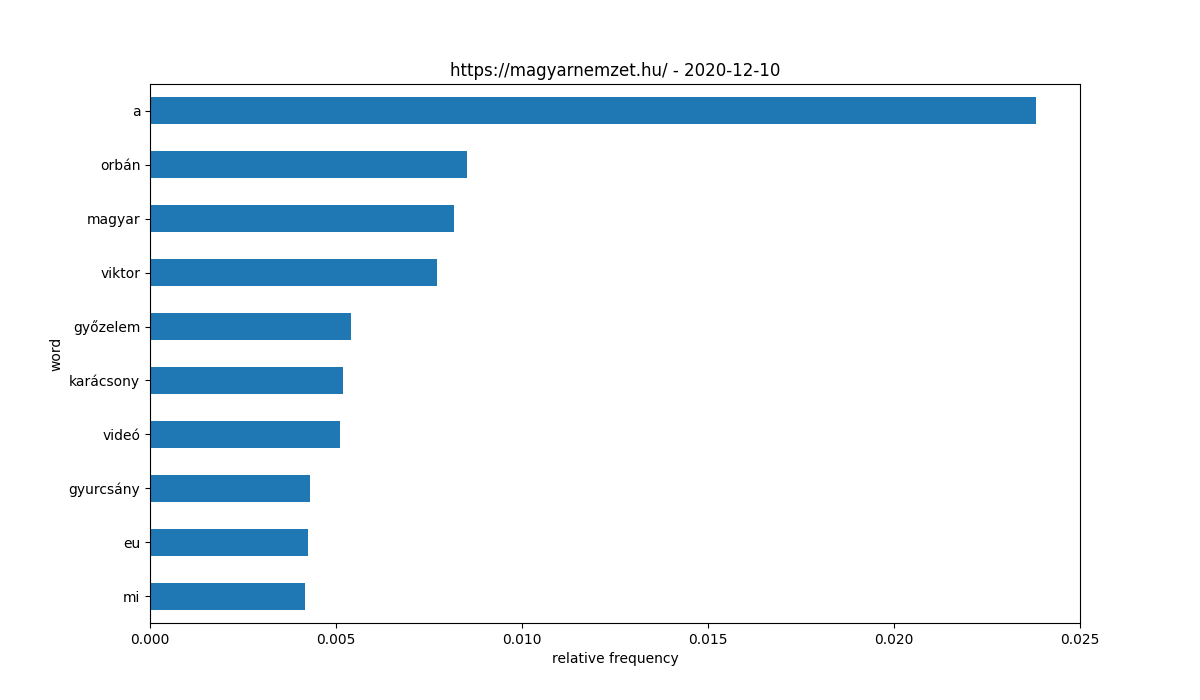 https://magyarnemzet.hu/ - 2020-12-10
a
orbán
magyar
viktor
győzelem
karácsony
videó
gyurcsány
eu
mi
word
0.000 0.005 0.010 0.015 0.020 0.025
relative frequency